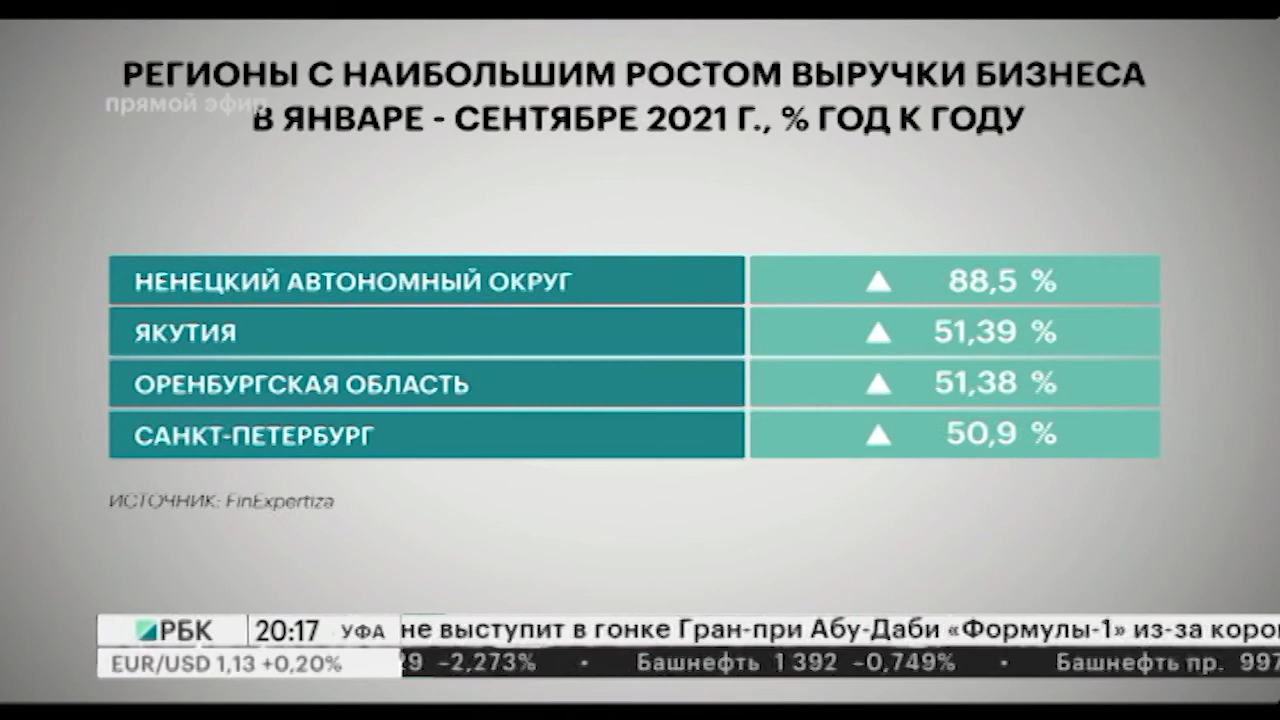 РЕГИОНЫ С НАИБОЛЬШИМ РОСТОМ ВЫРУЧКИ БИЗНЕСА
прямой эфир
В ЯНВАРЕ - СЕНТЯБРЕ 2021 Г., % ГОД К ГОДУ
НЕНЕЦКИЙ АВТОНОМНЫЙ ОКРУГ ▲ 88,5 %
ЯКУТИЯ ▲ 51,39 %
ОРЕНБУРГСКАЯ ОБЛАСТЬ ▲ 51,38 %
САНКТ-ПЕТЕРБУРГ ▲ 50,9 %
ИСТОЧНИК: FinExpertiza
РБК 20:17 УФА не выступит в гонке Гран-при Абу-Даби «Формулы-1» из-за
EUR/USD 1,13 +0,20% -2,273% • Башнефть 1 392 -0,749% • Башнефть пр.